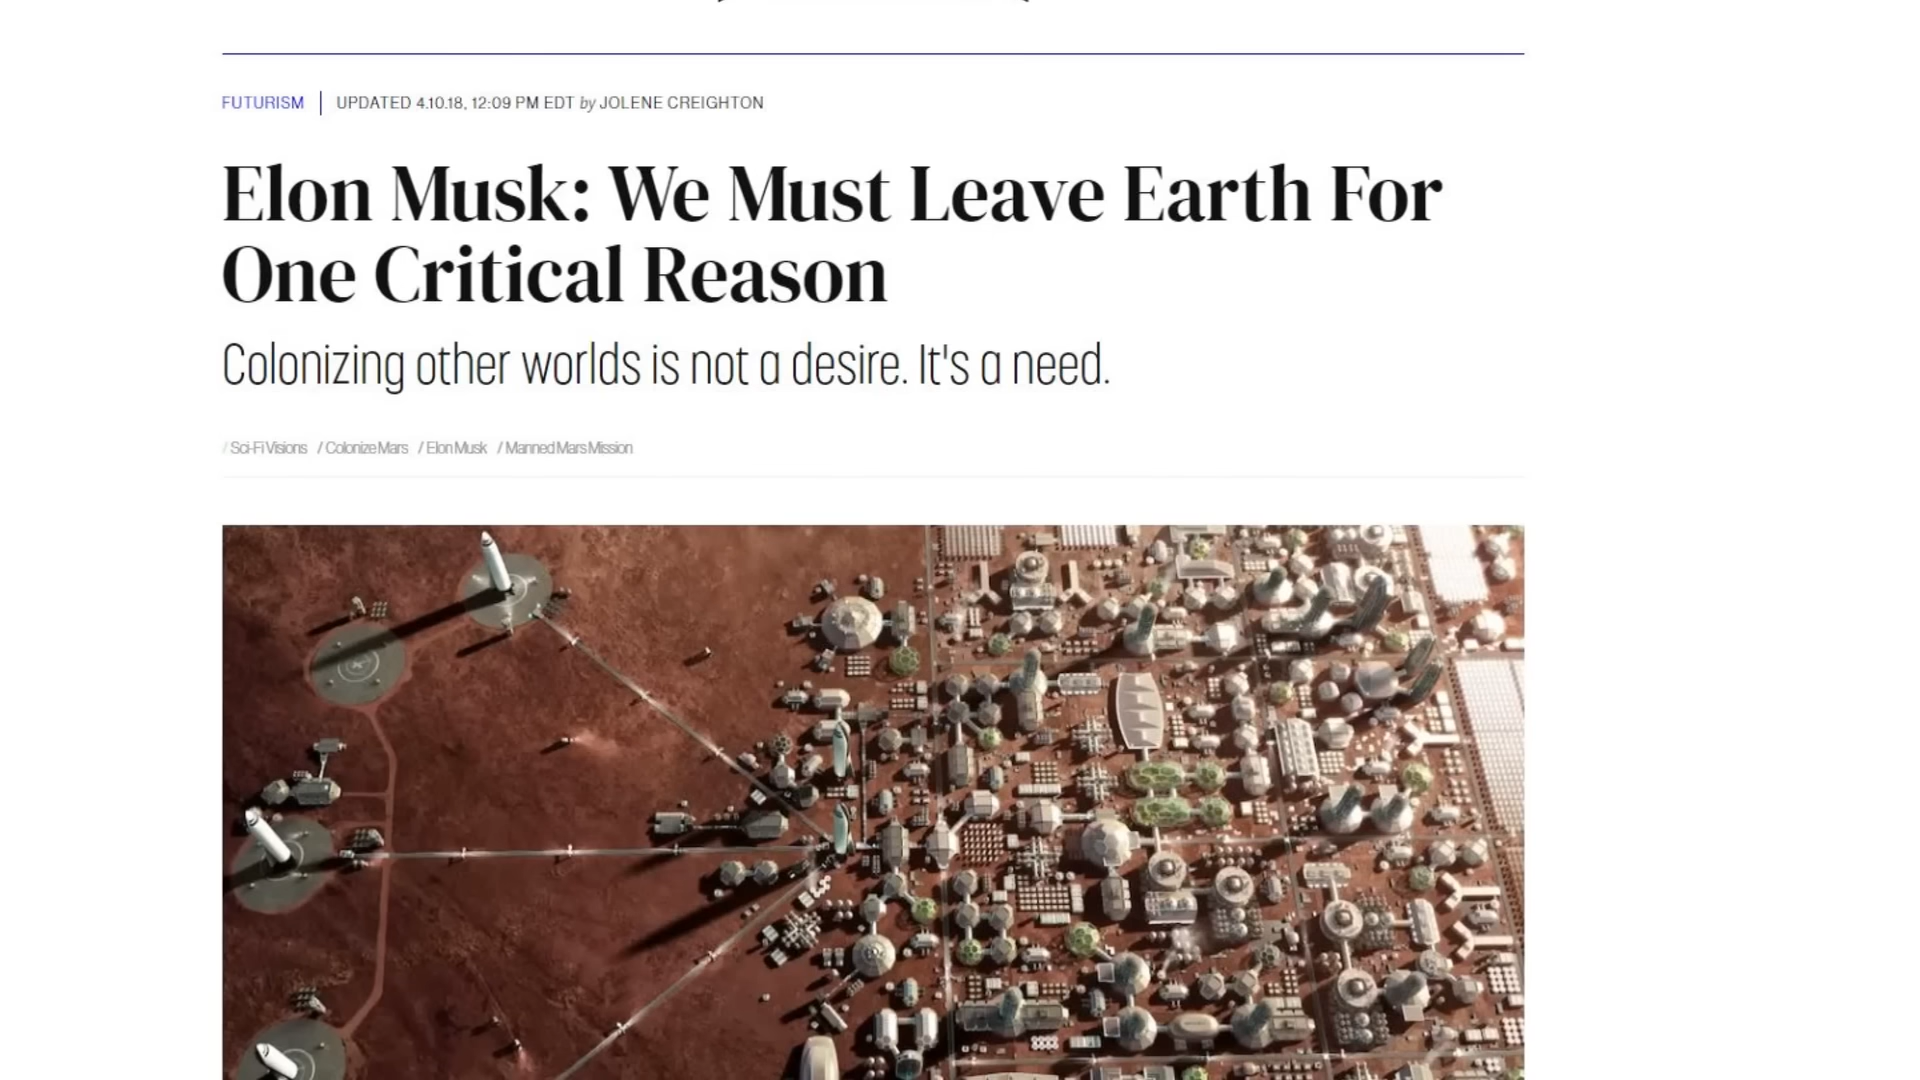 FUTURISM | UPDATED 4.10.18, 12:09 PM EDT by JOLENE CREIGHTON
Elon Musk: We Must Leave Earth For
One Critical Reason
Colonizing other worlds is not a desire. It's a need.
/ Sci-Fi Visions / Colonize Mars / Elon Musk / Manned Mars Mission